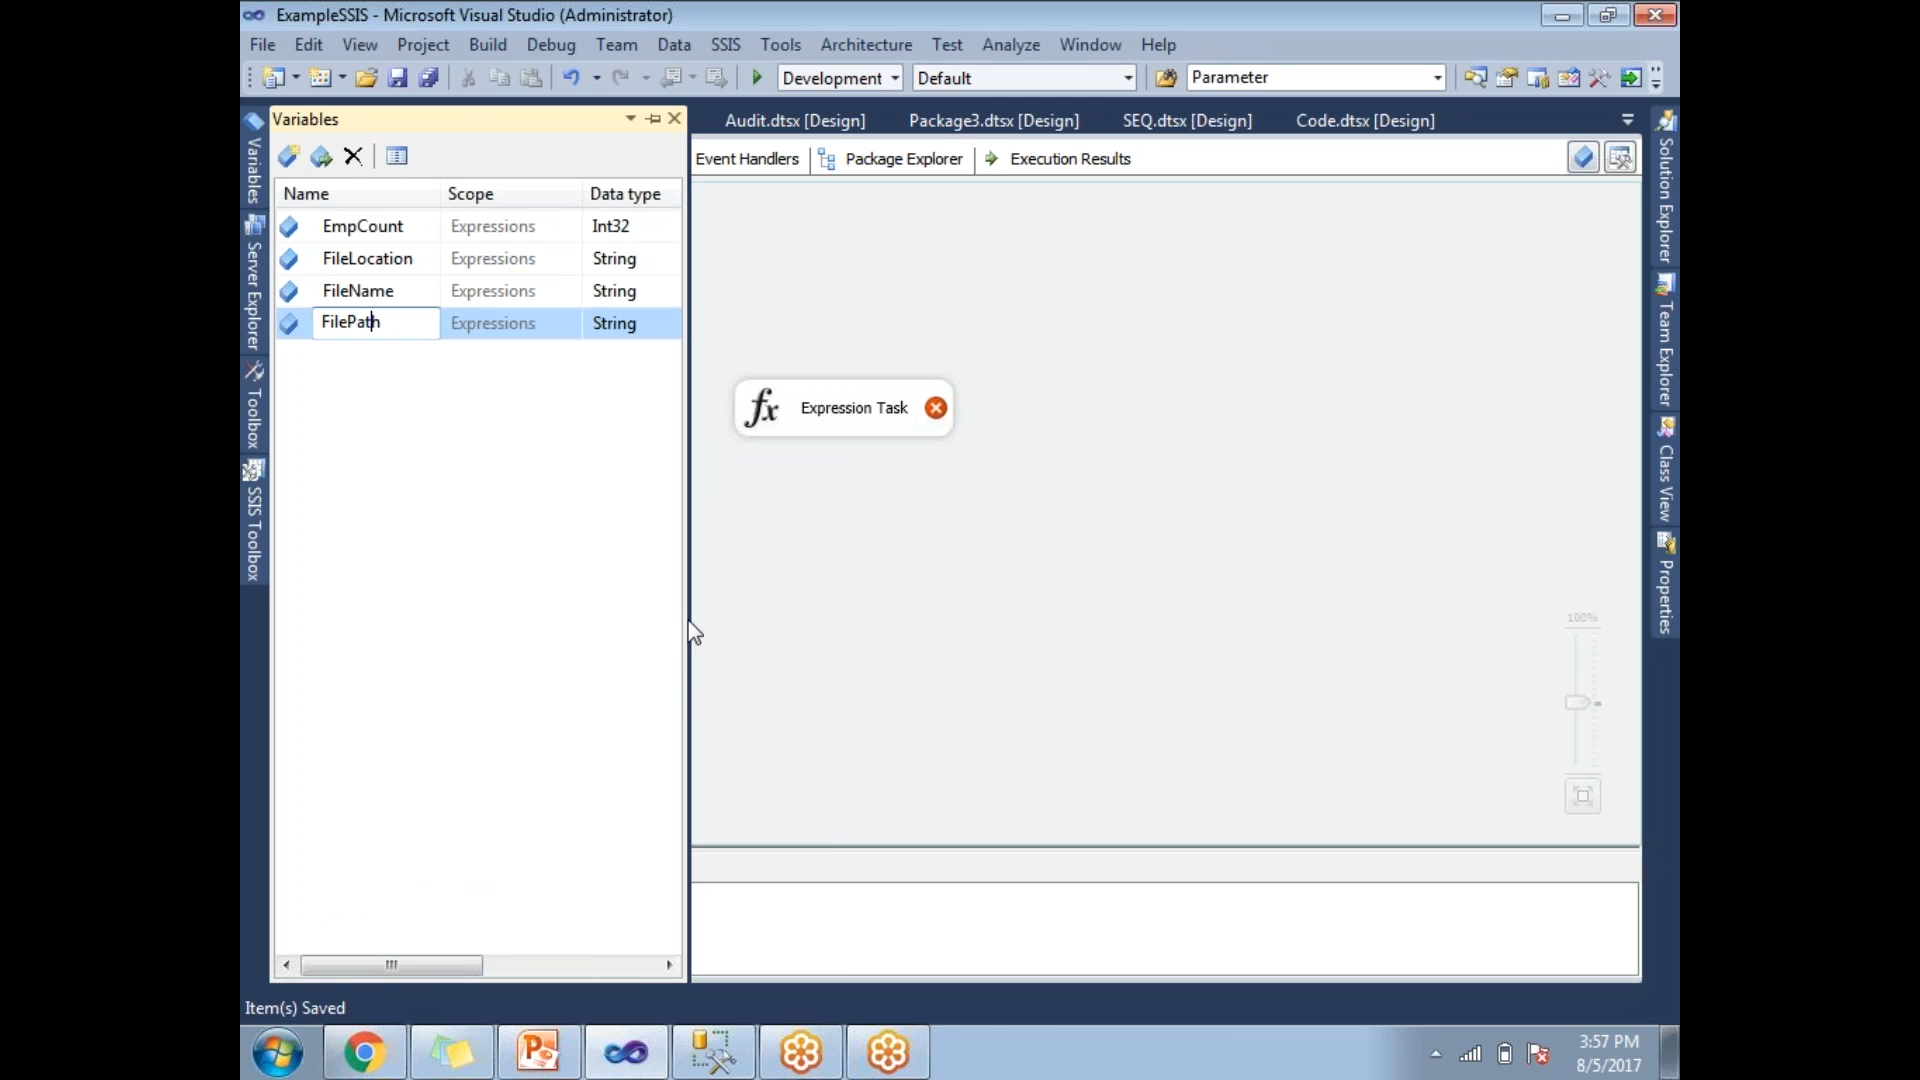 ExampleSSIS - Microsoft Visual Studio (Administrator)
File Edit View Project Build Debug Team Data SSIS Tools Architecture Test Analyze Window Help
Development Default Parameter
Variables
Audit.dtsx [Design] Package3.dtsx [Design] SEQ.dtsx [Design] Code.dtsx [Design]
Event Handlers Package Explorer Execution Results
Name Scope Data type
EmpCount Expressions Int32
FileLocation Expressions String
FileName Expressions String
FilePath Expressions String
Variables
Server Explorer
Toolbox
SSIS Toolbox
fx Expression Task
100%
Solution Explorer
Team Explorer
Class View
Properties
Item(s) Saved
3:57 PM
8/5/2017